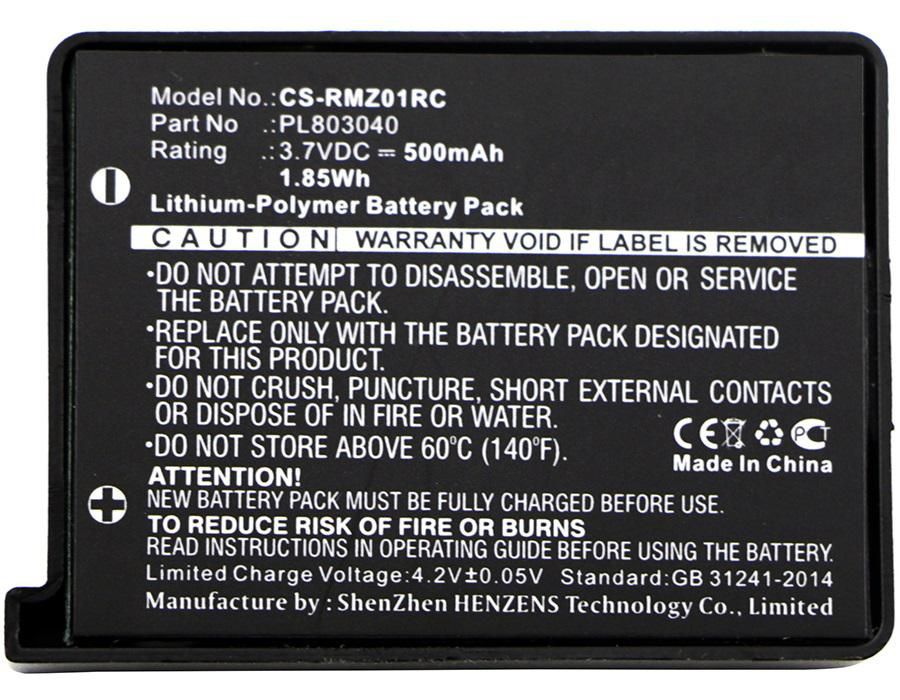 Model No.:CS-RMZ01RC
Part No .:PL803040
Rating .:3.7VDC ⎓ 500mAh
1.85Wh
Lithium-Polymer Battery Pack
CAUTION WARRANTY VOID IF LABEL IS REMOVED
•DO NOT ATTEMPT TO DISASSEMBLE, OPEN OR SERVICE
THE BATTERY PACK.
•REPLACE ONLY WITH THE BATTERY PACK DESIGNATED
FOR THIS PRODUCT.
•DO NOT CRUSH, PUNCTURE, SHORT EXTERNAL CONTACTS
OR DISPOSE OF IN FIRE OR WATER.
•DO NOT STORE ABOVE 60°C (140°F).
CE PCT
Made In China
ATTENTION!
NEW BATTERY PACK MUST BE FULLY CHARGED BEFORE USE.
TO REDUCE RISK OF FIRE OR BURNS
READ INSTRUCTIONS IN OPERATING GUIDE BEFORE USING THE BATTERY.
Limited Charge Voltage:4.2V±0.05V Standard:GB 31241-2014
Manufacture by : ShenZhen HENZENS Technology Co., Limited